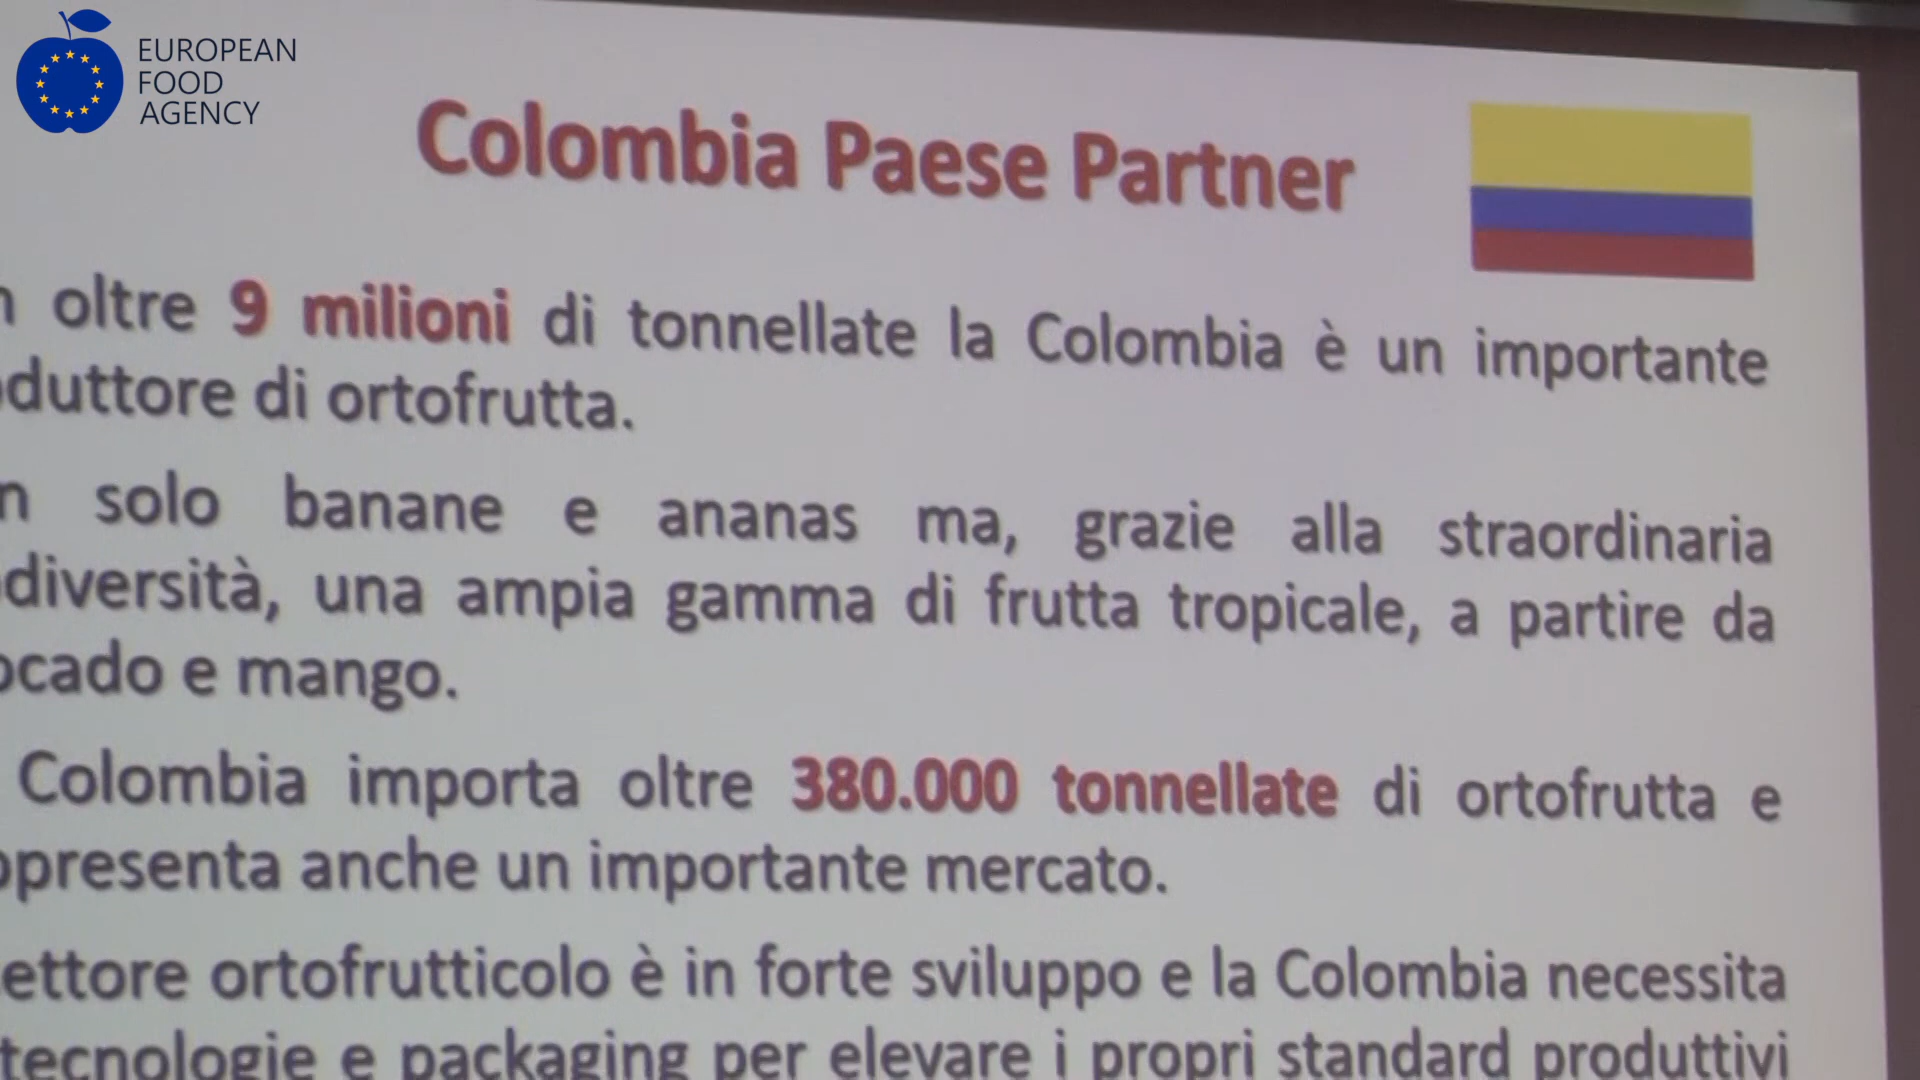 EUROPEAN
FOOD
AGENCY
Colombia Paese Partner
n oltre 9 milioni di tonnellate la Colombia è un importante
duttore di ortofrutta.
n solo banane e ananas ma, grazie alla straordinaria
diversità, una ampia gamma di frutta tropicale, a partire da
ocado e mango.
Colombia importa oltre 380.000 tonnellate di ortofrutta e
presenta anche un importante mercato.
ettore ortofrutticolo è in forte sviluppo e la Colombia necessita
tecnologie e packaging per elevare i propri standard produttivi